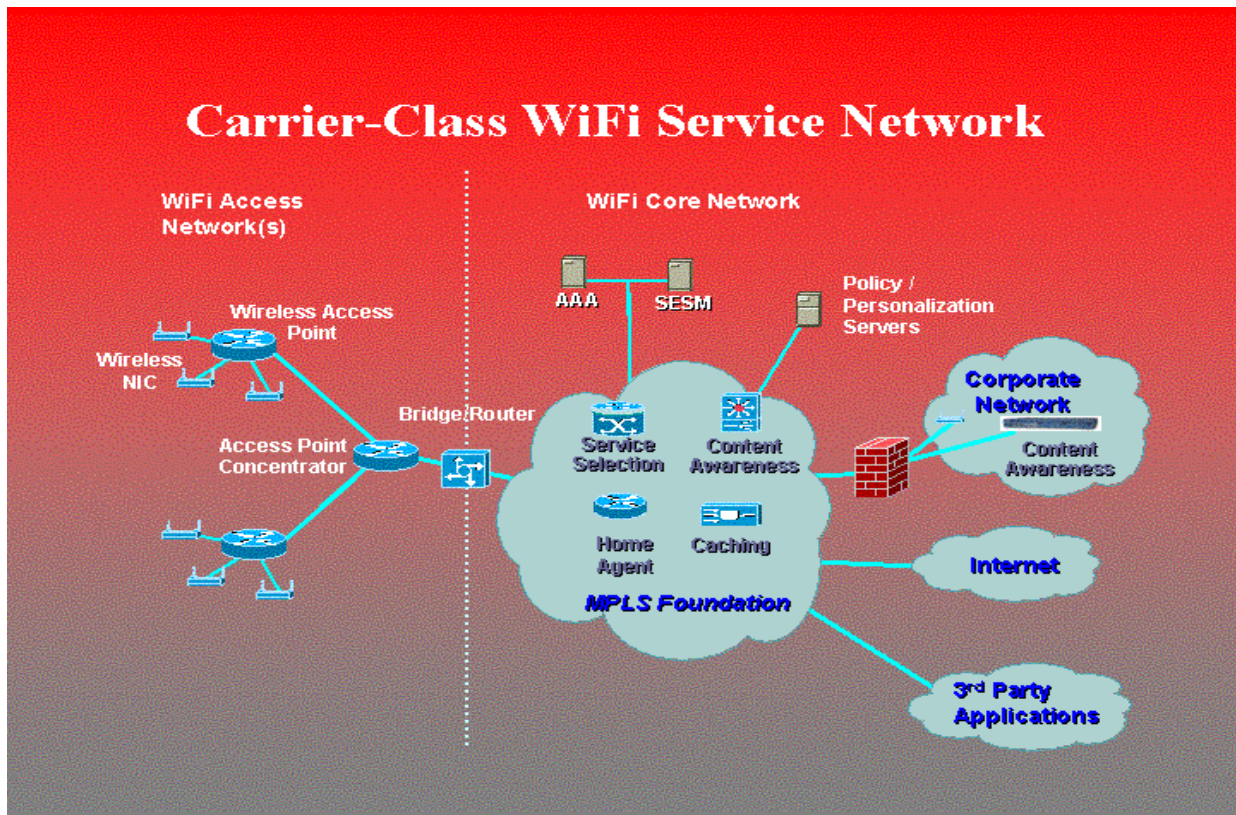 Carrier-Class WiFi Service Network
WiFi Access
Network(s)
WiFi Core Network
AAA
SESM
Policy /
Personalization
Servers
Wireless Access
Point
Wireless
NIC
Access Point
Concentrator
Bridge/Router
Service
Selection
Content
Awareness
Home
Agent
Caching
MPLS Foundation
Corporate
Network
Content
Awareness
Internet
3rd Party
Applications